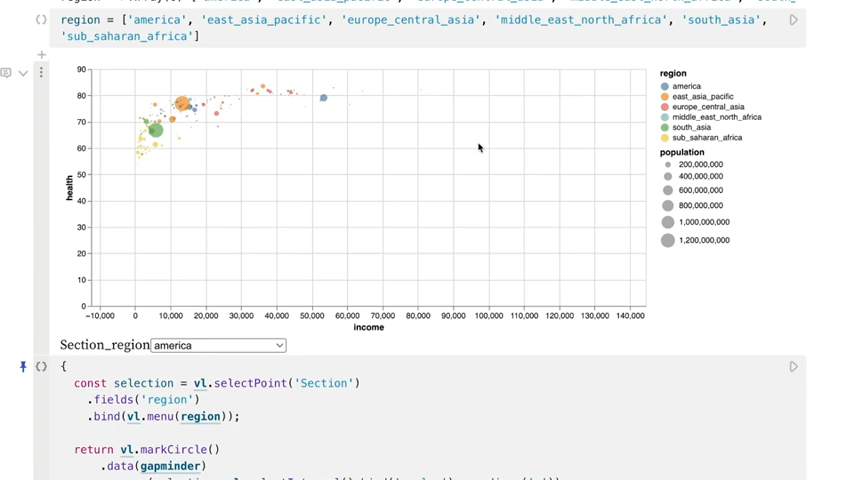 region = ['america', 'east_asia_pacific', 'europe_central_asia', 'middle_east_north_africa', 'south_asia',
'sub_saharan_africa']
90
80
70
60
50
40
30
20
10
0
health
−10,000 0 10,000 20,000 30,000 40,000 50,000 60,000 70,000 80,000 90,000 100,000 110,000 120,000 130,000 140,000
income
region
america
east_asia_pacific
europe_central_asia
middle_east_north_africa
south_asia
sub_saharan_africa
population
200,000,000
400,000,000
600,000,000
800,000,000
1,000,000,000
1,200,000,000
Section_region america
{
const selection = vl.selectPoint('Section')
.fields('region')
.bind(vl.menu(region));
return vl.markCircle()
.data(gapminder)